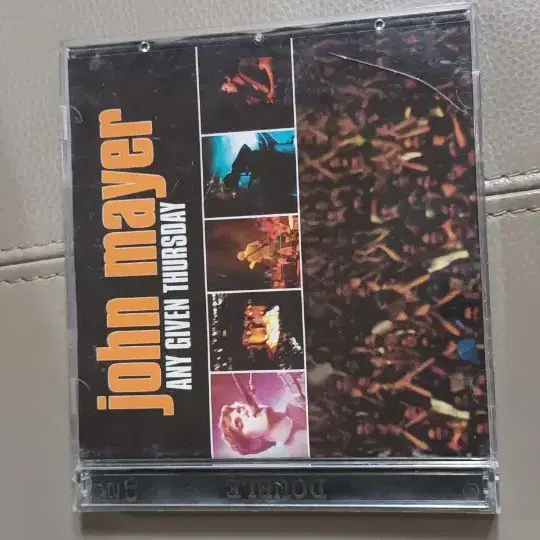 john mayer
ANY GIVEN THURSDAY
DOUBLE